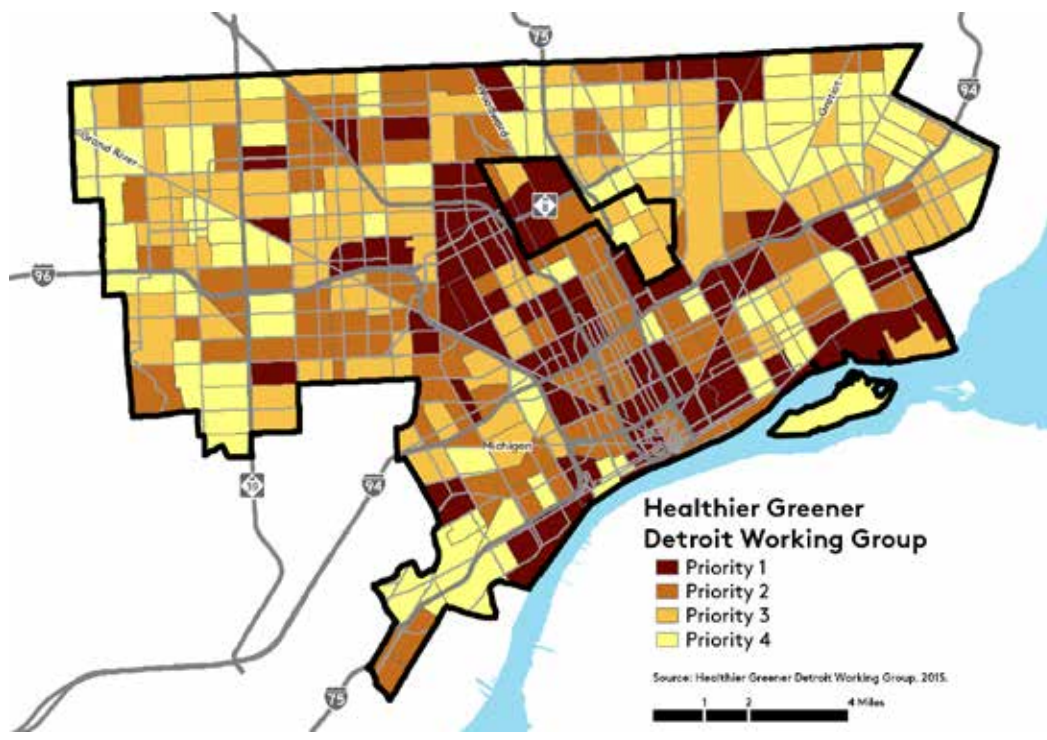 75
94
Gratiot
Woodward
Grand River
96
Michigan
10
94
Healthier Greener
Detroit Working Group
Priority 1
Priority 2
Priority 3
Priority 4
Source: Healthier Greener Detroit Working Group, 2015.
75
1 2 4 Miles